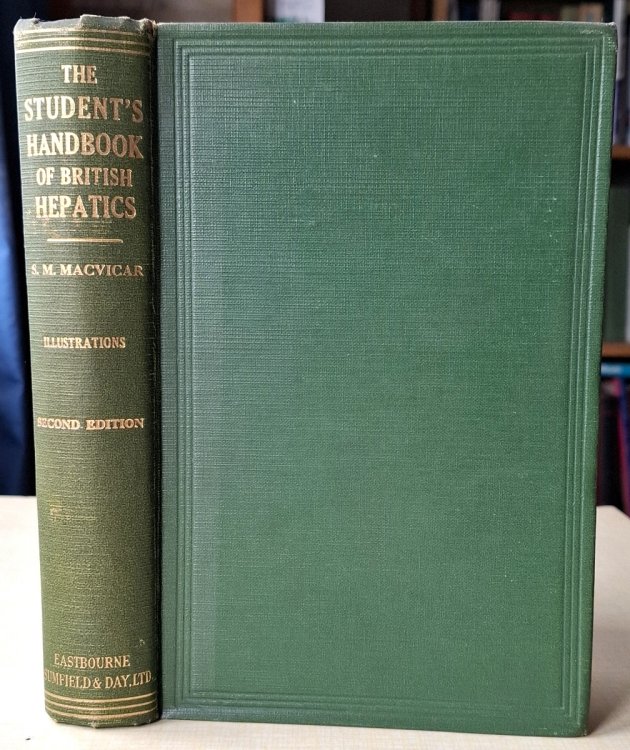 THE
STUDENT'S
HANDBOOK
OF BRITISH
HEPATICS
S. M. MACVICAR
ILLUSTRATIONS
SECOND EDITION
EASTBOURNE
SUMFIELD & DAY, LTD.